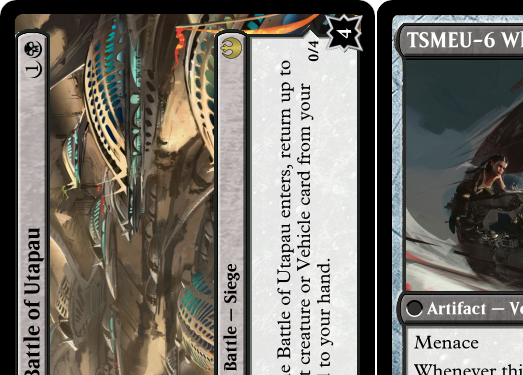 Battle of Utapau
1
Battle — Siege
Battle of Utapau enters, return up to
creature or Vehicle card from your
to your hand.
0/4
4
TSMEU-6
Artifact —
Menace
Whenever